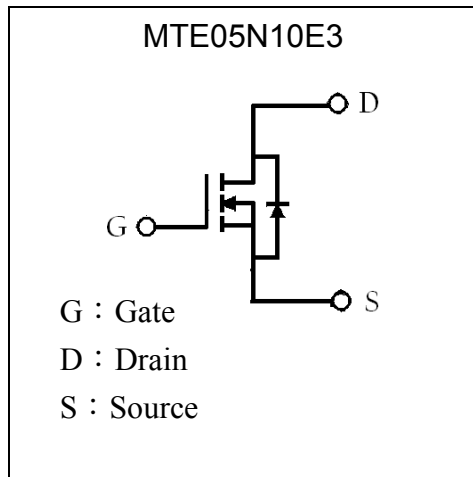 MTE05N10E3
D
G
S
G：Gate
D：Drain
S：Source